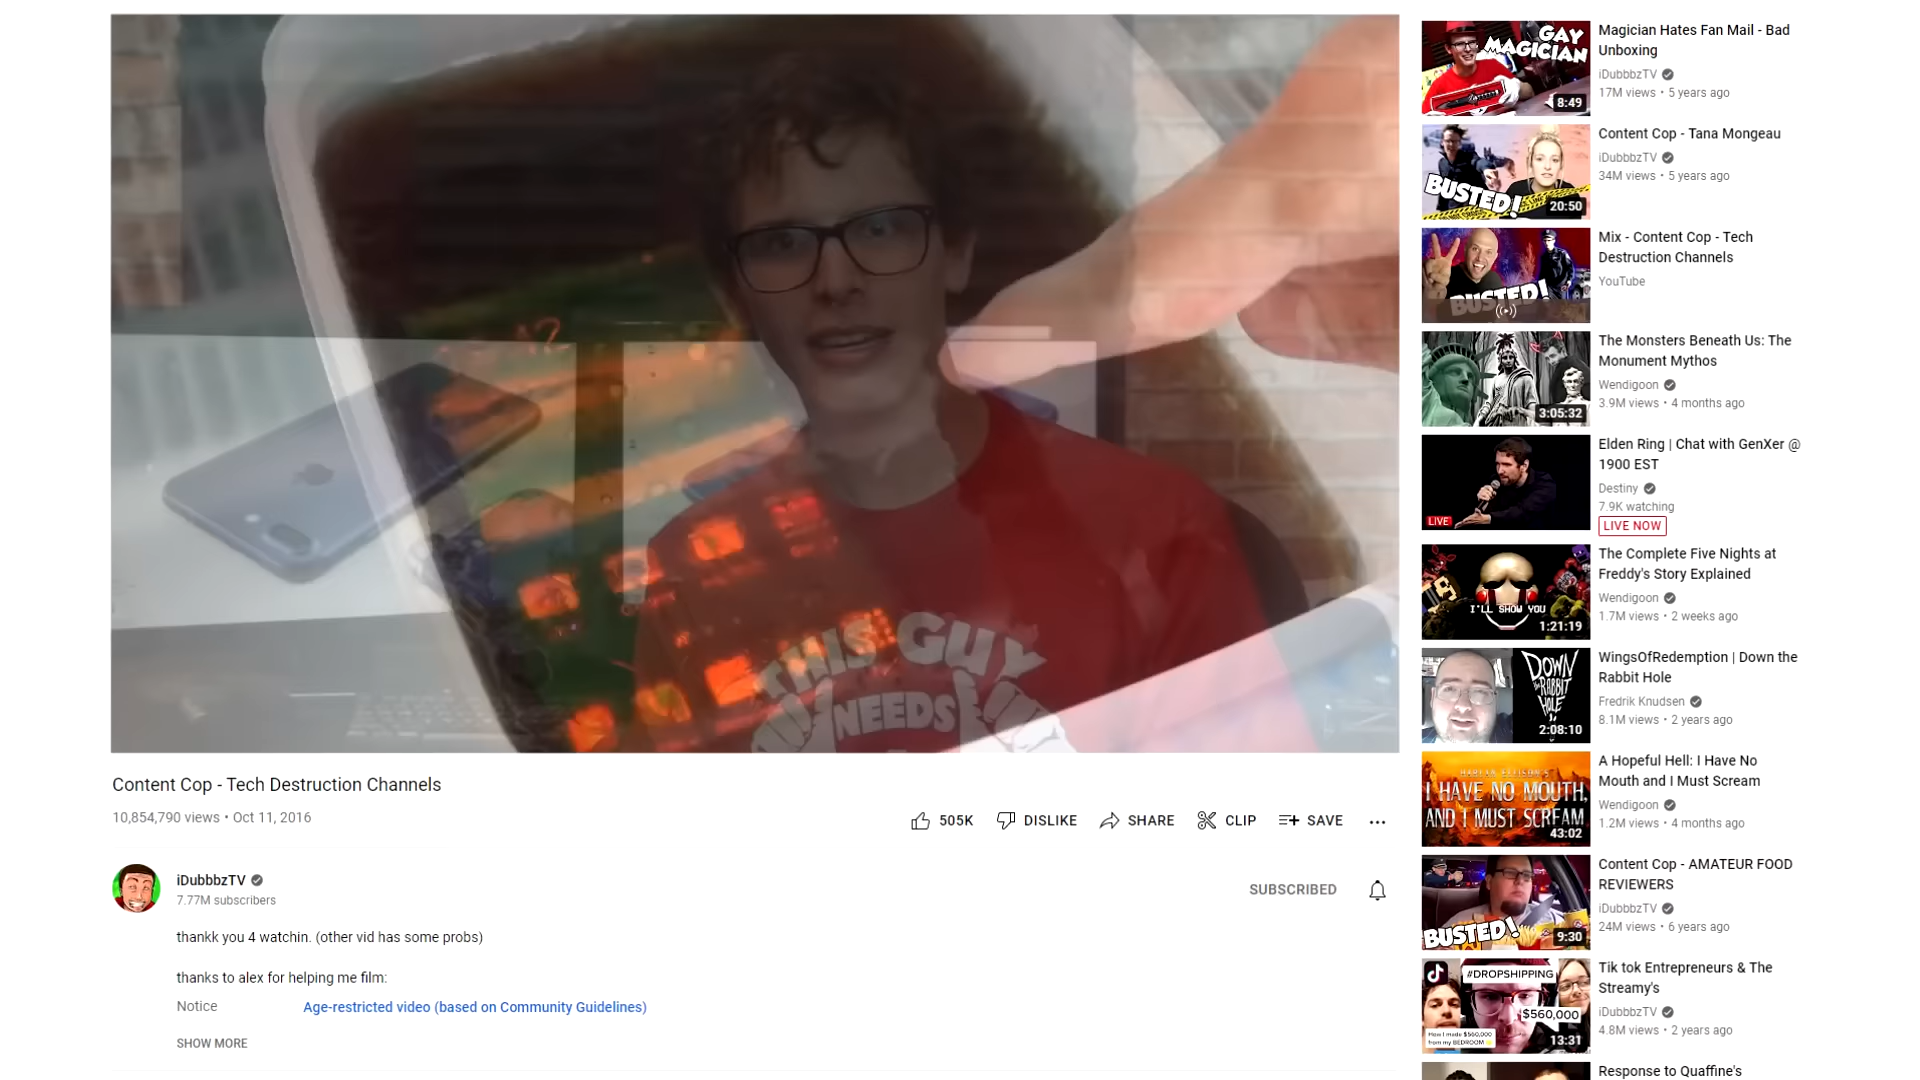 THIS GUY
NEEDS
Content Cop - Tech Destruction Channels
10,854,790 views • Oct 11, 2016
505K
DISLIKE
SHARE
CLIP
SAVE
iDubbbzTV
7.77M subscribers
SUBSCRIBED
thankk you 4 watchin. (other vid has some probs)
thanks to alex for helping me film:
Notice
Age-restricted video (based on Community Guidelines)
SHOW MORE
GAY
MAGICIAN
8:49
Magician Hates Fan Mail - Bad
Unboxing
iDubbbzTV
17M views • 5 years ago
BUSTED!
20:50
Content Cop - Tana Mongeau
iDubbbzTV
34M views • 5 years ago
BUSTED!
Mix - Content Cop - Tech
Destruction Channels
YouTube
3:05:32
The Monsters Beneath Us: The
Monument Mythos
Wendigoon
3.9M views • 4 months ago
LIVE
Elden Ring | Chat with GenXer @
1900 EST
Destiny
7.9K watching
LIVE NOW
I'LL SHOW YOU
1:21:19
The Complete Five Nights at
Freddy's Story Explained
Wendigoon
1.7M views • 2 weeks ago
DOWN
THE RABBIT
HOLE
2:08:10
WingsOfRedemption | Down the
Rabbit Hole
Fredrik Knudsen
8.1M views • 2 years ago
HARLAN ELLISON'S
I HAVE NO MOUTH,
AND I MUST SCREAM
43:02
A Hopeful Hell: I Have No
Mouth and I Must Scream
Wendigoon
1.2M views • 4 months ago
BUSTED!
9:30
Content Cop - AMATEUR FOOD
REVIEWERS
iDubbbzTV
24M views • 6 years ago
#DROPSHIPPING
$560,000
How I made $560,000
from my BEDROOM
13:31
Tik tok Entrepreneurs & The
Streamy's
iDubbbzTV
4.8M views • 2 years ago
Response to Quaffine's